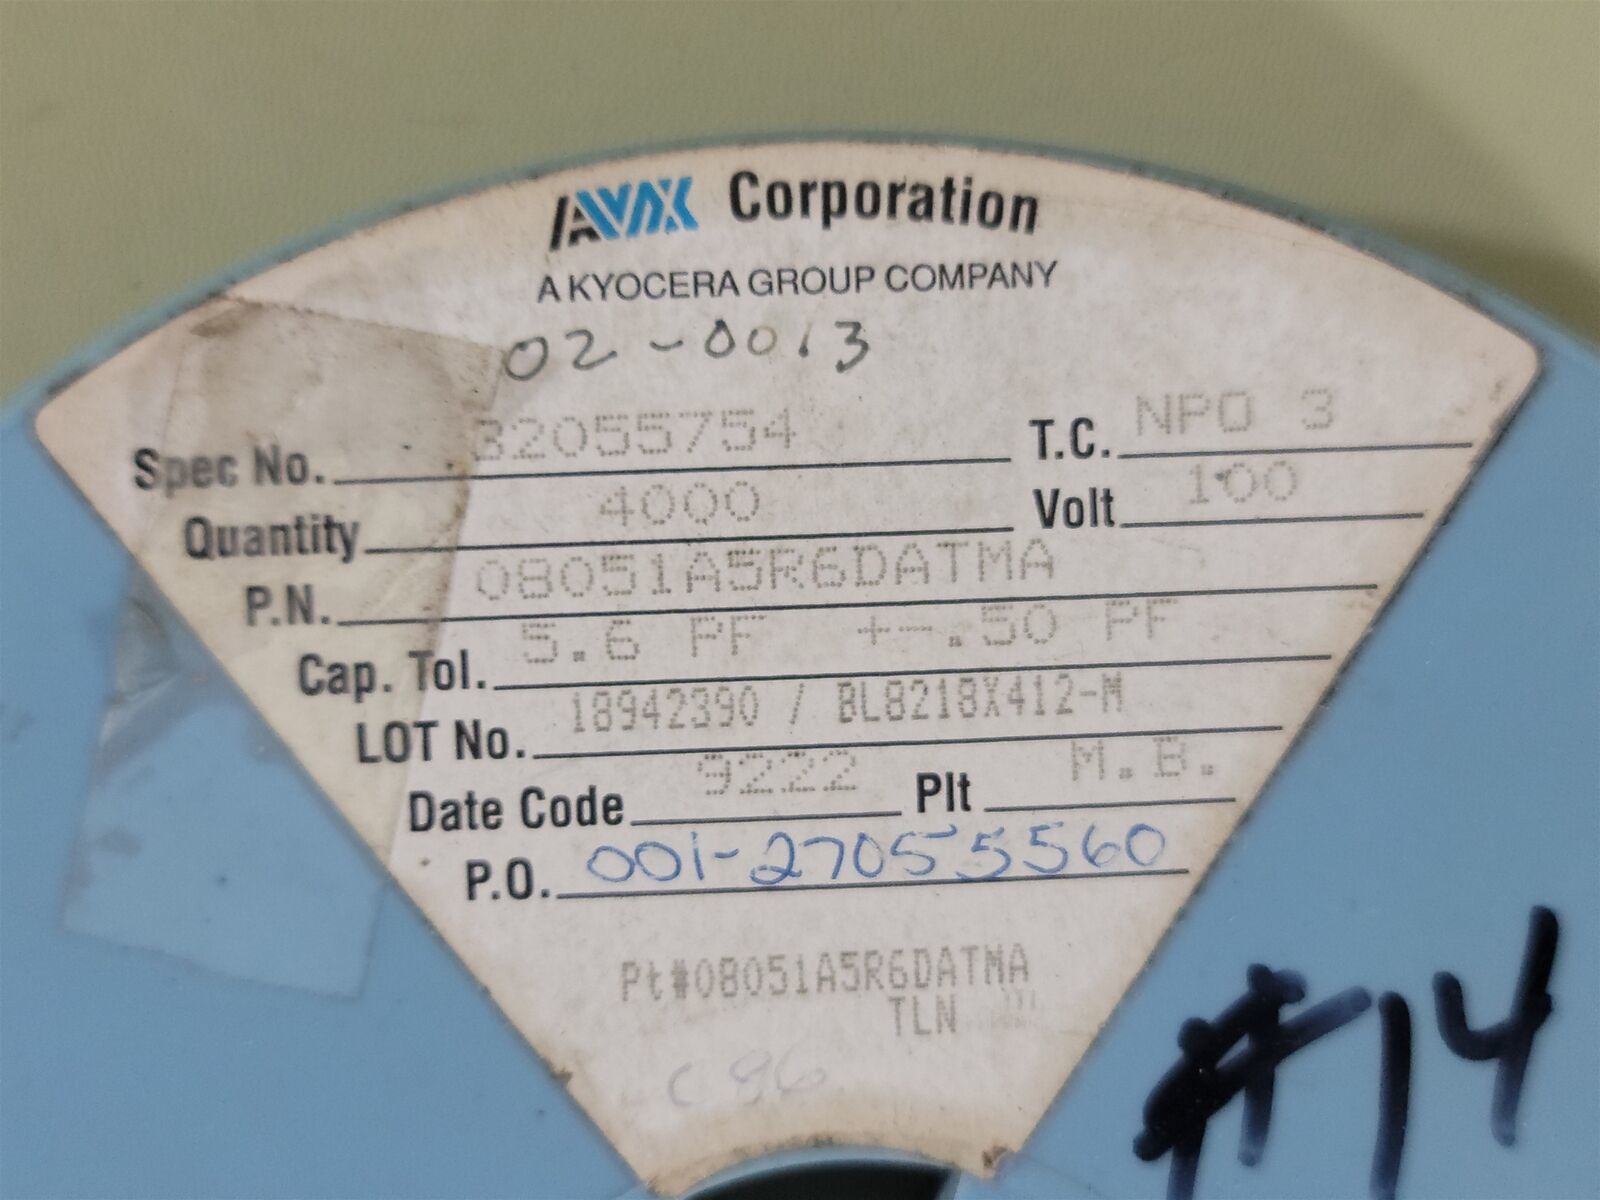 AVX Corporation
A KYOCERA GROUP COMPANY
02-0013
Spec No. 32055754 T.C. NPO 3
Quantity 4000 Volt 100
P.N. 08051A5R6DATMA
Cap. Tol. 5.6 PF +-.50 PF
LOT No. 18942390 / BL8218X412-M
Date Code 9222 Plt M.B.
P.O. 001-27055560
Pt#08051A5R6DATMA
TLN
C86
#14